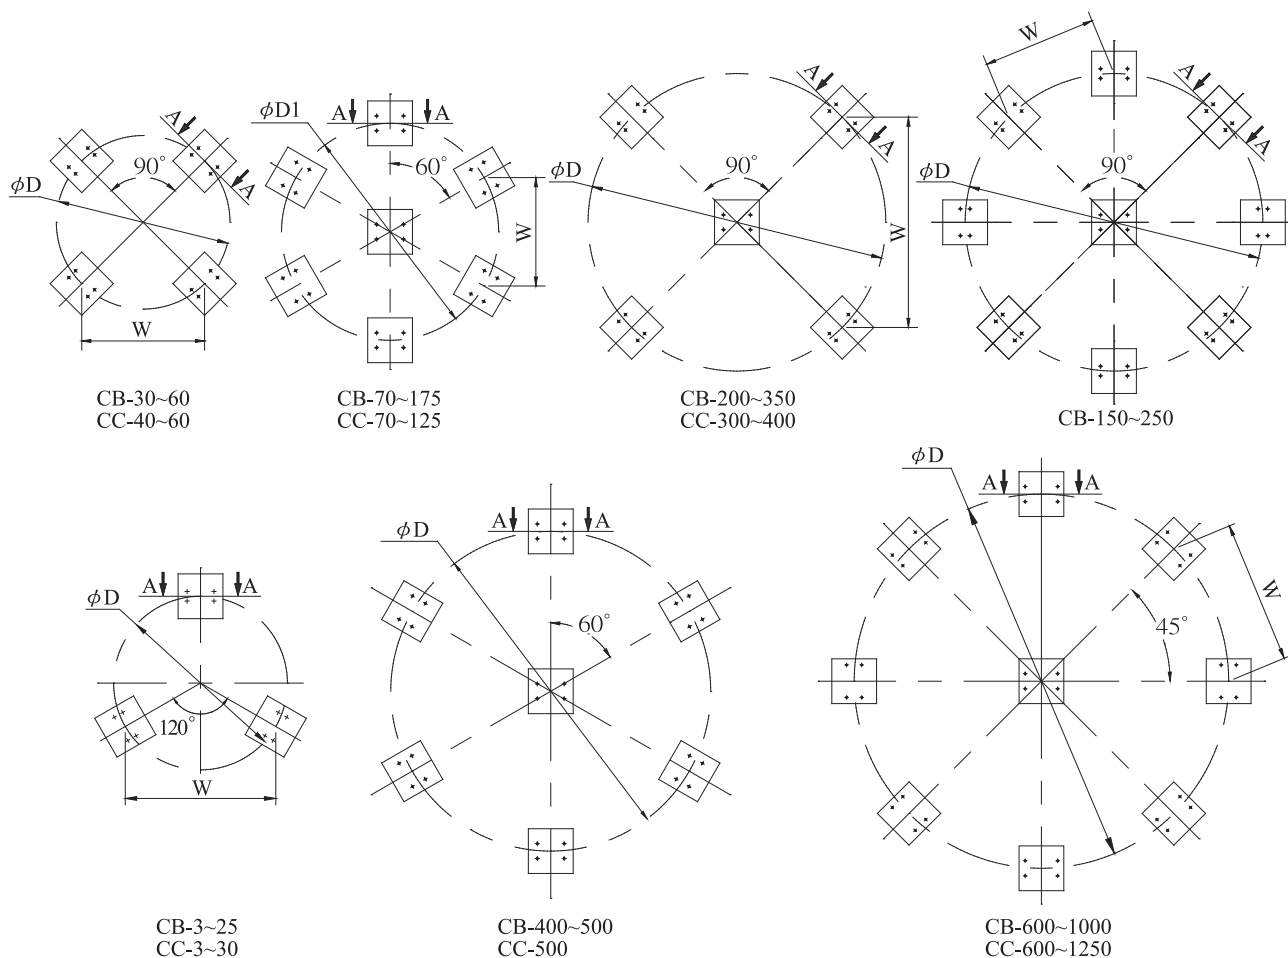 A
A
90°
φD
W
CB-30~60
CC-40~60
φD1
A A
60°
W
CB-70~175
CC-70~125
A
A
90°
φD
W
CB-200~350
CC-300~400
W
A
A
90°
φD
CB-150~250
A A
φD
120°
W
CB-3~25
CC-3~30
A A
φD
60°
CB-400~500
CC-500
φD
A A
W
45°
CB-600~1000
CC-600~1250